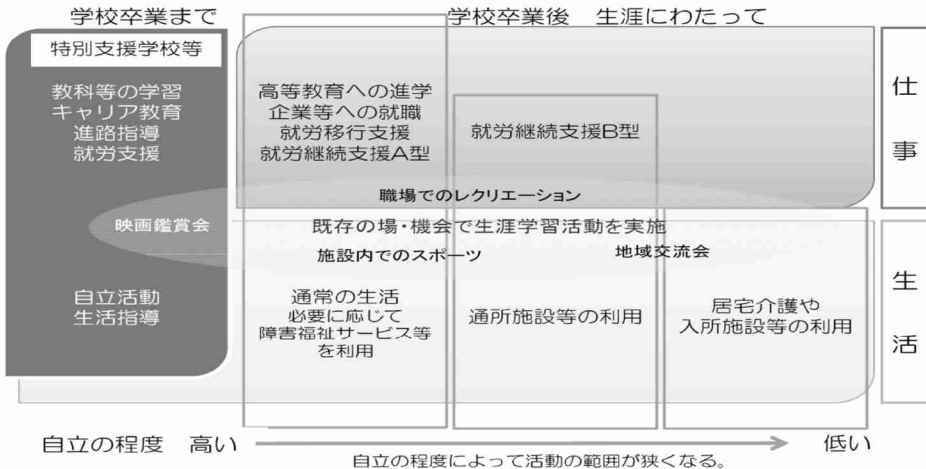 学校卒業まで
学校卒業後　生涯にわたって
特別支援学校等
教科等の学習
キャリア教育
進路指導
就労支援
高等教育への進学
企業等への就職
就労移行支援
就労継続支援A型
就労継続支援B型
仕事
職場でのレクリエーション
映画鑑賞会
既存の場・機会で生涯学習活動を実施
施設内でのスポーツ
地域交流会
自立活動
生活指導
通常の生活
必要に応じて
障害福祉サービス等
を利用
通所施設等の利用
居宅介護や
入所施設等の利用
生活
自立の程度　高い
低い
自立の程度によって活動の範囲が狭くなる。